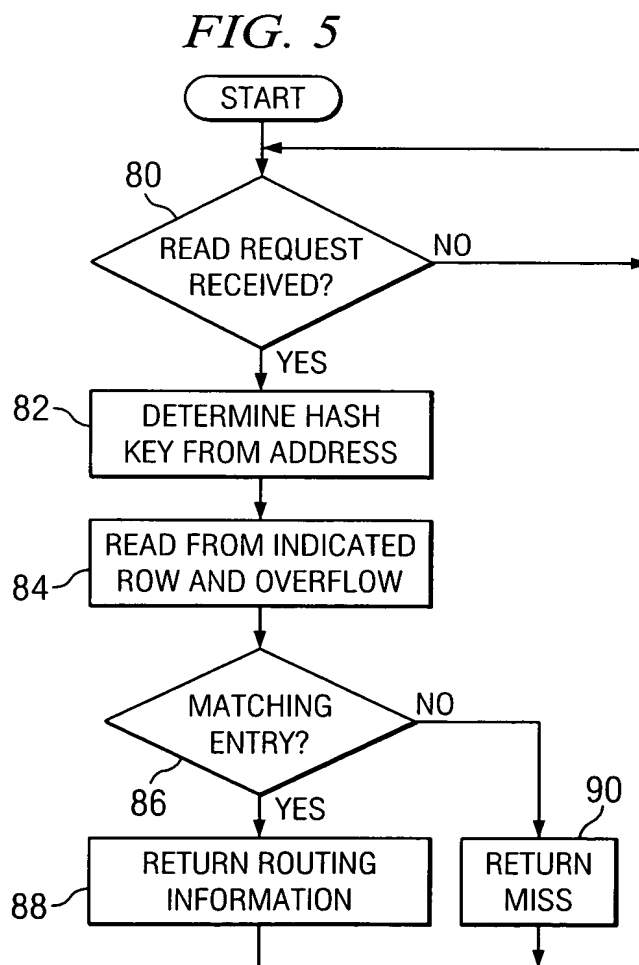 FIG. 5
START
80
READ REQUEST
RECEIVED?
NO
YES
82
DETERMINE HASH
KEY FROM ADDRESS
84
READ FROM INDICATED
ROW AND OVERFLOW
MATCHING
ENTRY?
NO
86
YES
90
88
RETURN ROUTING
INFORMATION
RETURN
MISS